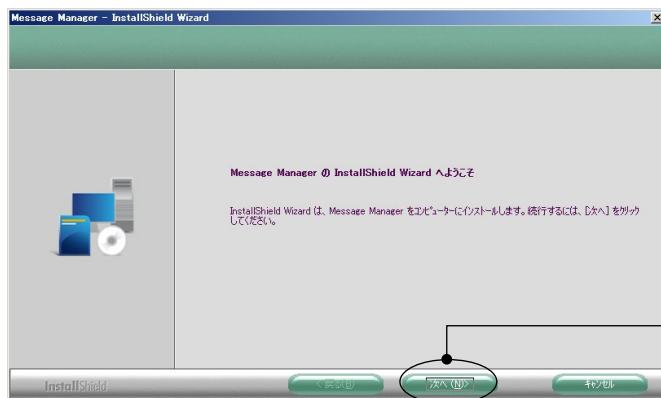 Message Manager - InstallShield Wizard
Message Manager の InstallShield Wizard へようこそ
InstallShield Wizard は、Message Manager をコンピューターにインストールします。続行するには、［次へ］をクリック
してください。
InstallShield
< 戻る(B)
次へ (N)>
キャンセル